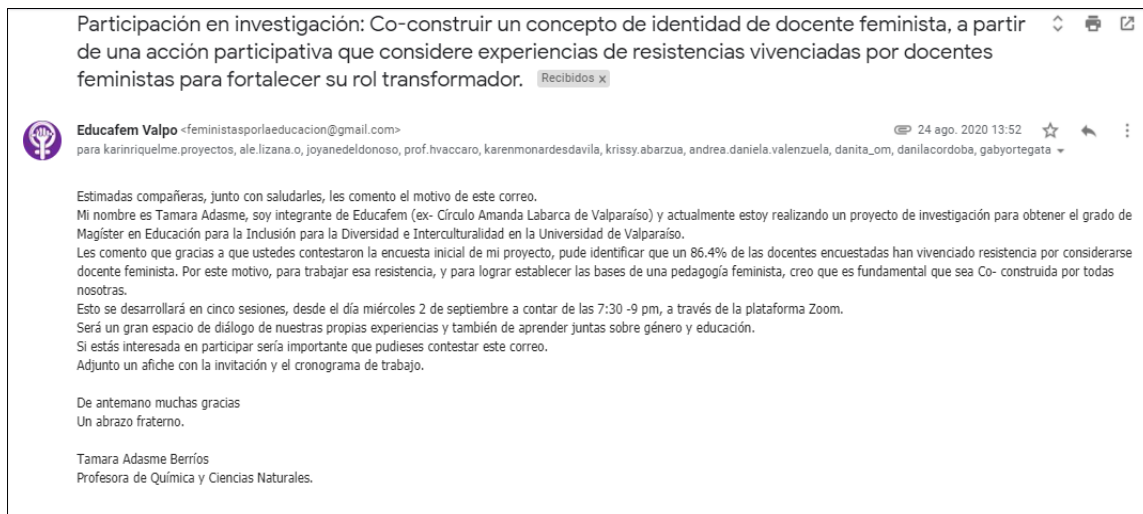 Participación en investigación: Co-construir un concepto de identidad de docente feminista, a partir
de una acción participativa que considere experiencias de resistencias vivenciadas por docentes
feministas para fortalecer su rol transformador. Recibidos x
Educafem Valpo <feministasporlaeducacion@gmail.com> 24 ago. 2020 13:52
para karinriquelme.proyectos, ale.lizana.o, joyanedeldonoso, prof.hvaccaro, karenmonardesdavila, krissy.abarzua, andrea.daniela.valenzuela, danita_om, danilacordoba, gabyortegata
Estimadas compañeras, junto con saludarles, les comento el motivo de este correo.
Mi nombre es Tamara Adasme, soy integrante de Educafem (ex- Círculo Amanda Labarca de Valparaíso) y actualmente estoy realizando un proyecto de investigación para obtener el grado de
Magíster en Educación para la Inclusión para la Diversidad e Interculturalidad en la Universidad de Valparaíso.
Les comento que gracias a que ustedes contestaron la encuesta inicial de mi proyecto, pude identificar que un 86.4% de las docentes encuestadas han vivenciado resistencia por considerarse
docente feminista. Por este motivo, para trabajar esa resistencia, y para lograr establecer las bases de una pedagogía feminista, creo que es fundamental que sea Co- construida por todas
nosotras.
Esto se desarrollará en cinco sesiones, desde el día miércoles 2 de septiembre a contar de las 7:30 -9 pm, a través de la plataforma Zoom.
Será un gran espacio de diálogo de nuestras propias experiencias y también de aprender juntas sobre género y educación.
Si estás interesada en participar sería importante que pudieses contestar este correo.
Adjunto un afiche con la invitación y el cronograma de trabajo.
De antemano muchas gracias
Un abrazo fraterno.
Tamara Adasme Berríos
Profesora de Química y Ciencias Naturales.